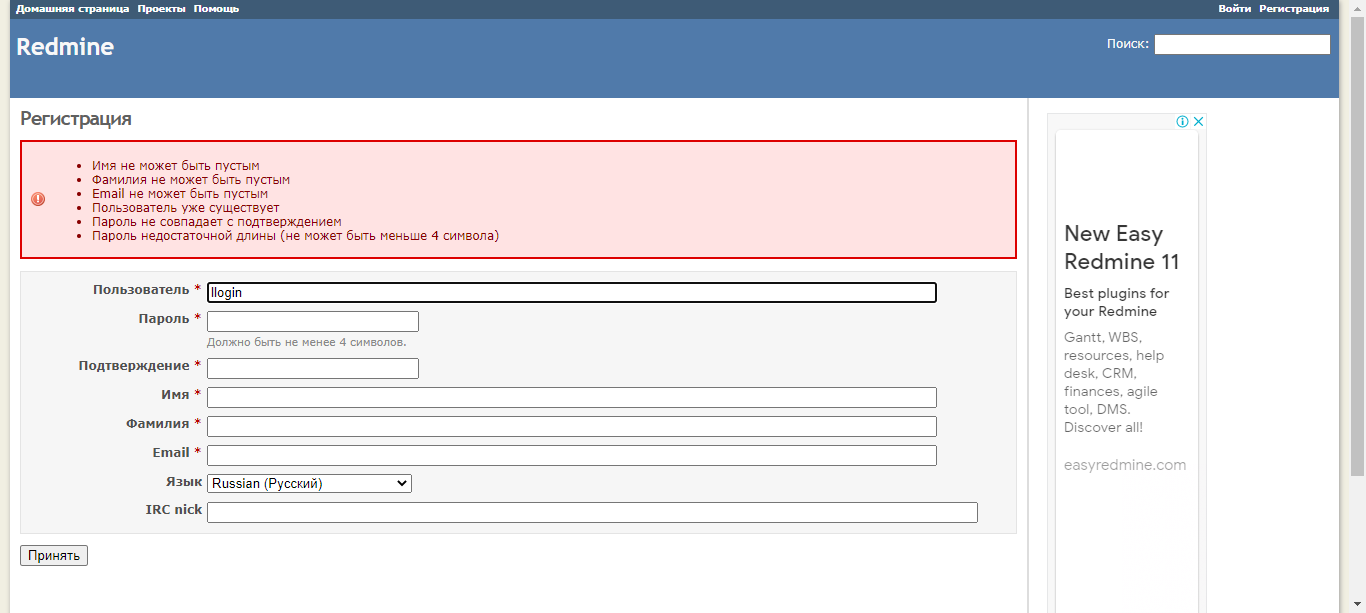 Домашняя страница Проекты Помощь Войти Регистрация
Redmine
Поиск:
Регистрация
Имя не может быть пустым
Фамилия не может быть пустым
Email не может быть пустым
Пользователь уже существует
Пароль не совпадает с подтверждением
Пароль недостаточной длины (не может быть меньше 4 символа)
Пользователь * llogin
Пароль *
Должно быть не менее 4 символов.
Подтверждение *
Имя *
Фамилия *
Email *
Язык Russian (Русский)
IRC nick
Принять
New Easy
Redmine 11
Best plugins for
your Redmine
Gantt, WBS,
resources, help
desk, CRM,
finances, agile
tool, DMS.
Discover all!
easyredmine.com